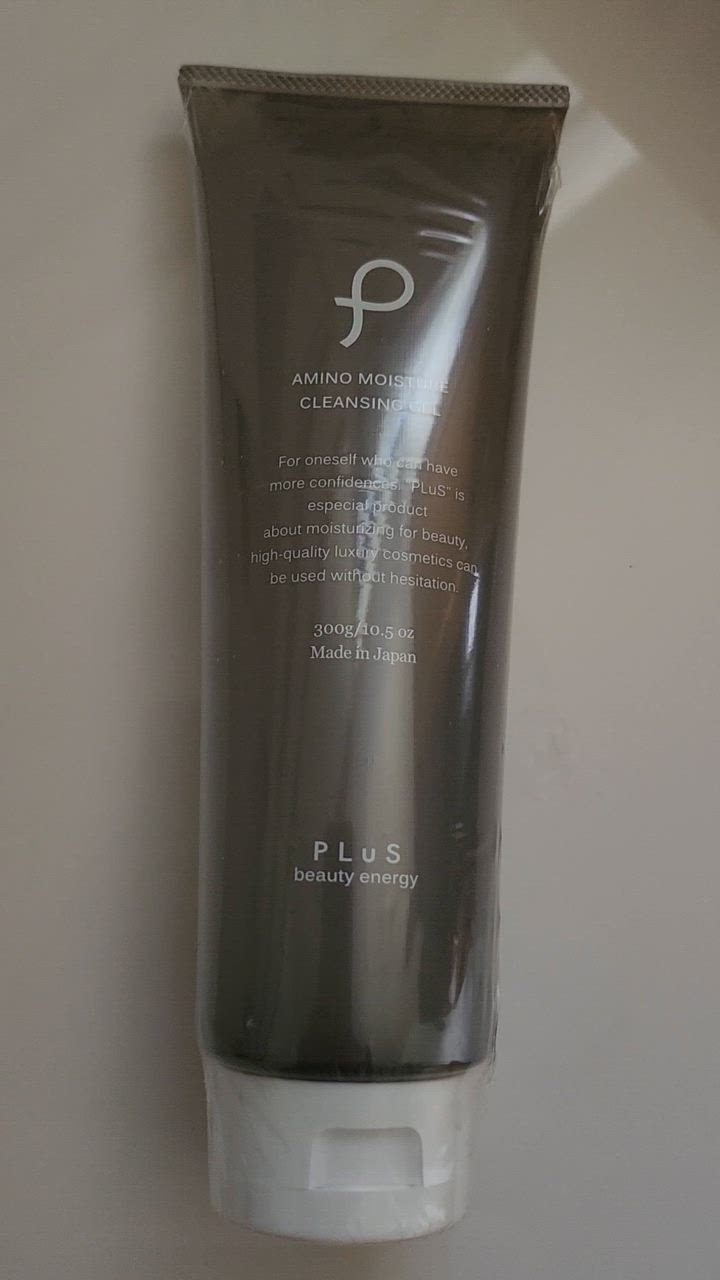 AMINO MOISTURE
CLEANSING GEL
For oneself who can have
more confidences. "PLuS" is
especial product
about moisturizing for beauty,
high-quality luxury cosmetics can
be used without hesitation.
300g/10.5 oz
Made in Japan
PLuS
beauty energy